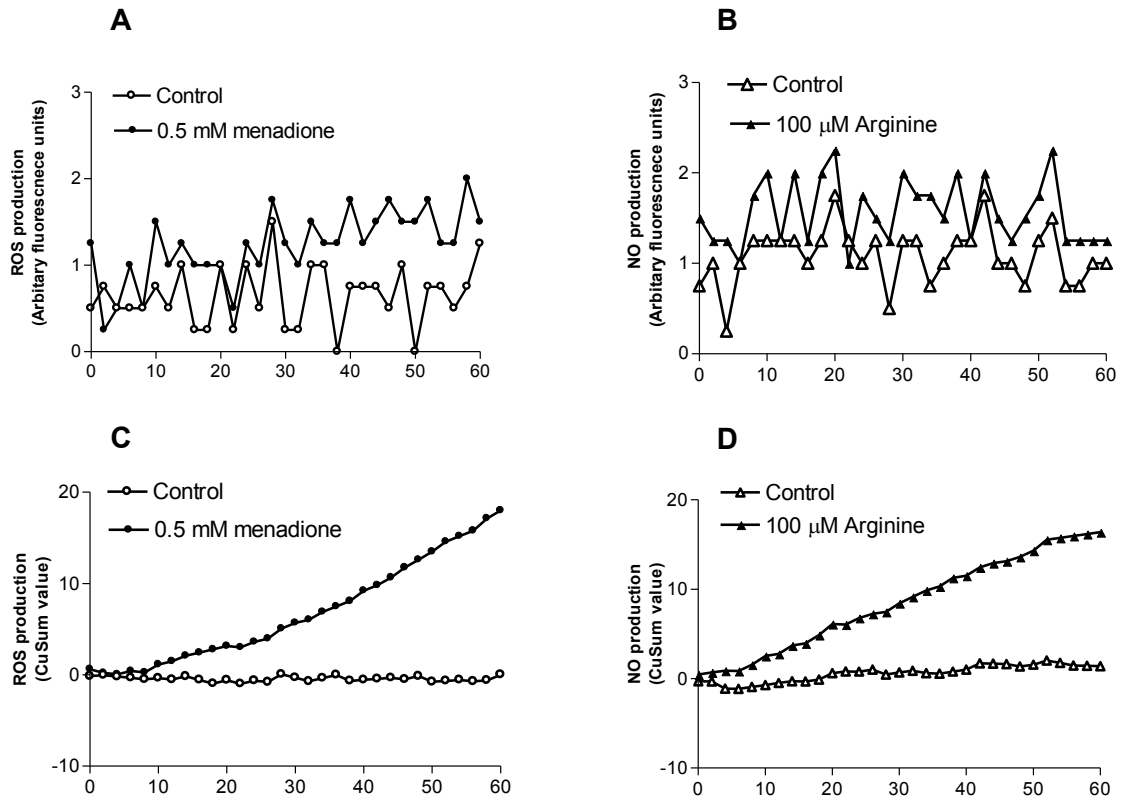 A
Control
0.5 mM menadione
ROS production
(Arbitary fluorescnece units)
3
2
1
0
0 10 20 30 40 50 60
B
Control
100 μM Arginine
NO production
(Arbitary fluorescnece units)
3
2
1
0
0 10 20 30 40 50 60
C
Control
0.5 mM menadione
ROS production
(CuSum value)
20
10
0
-10
0 10 20 30 40 50 60
D
Control
100 μM Arginine
NO production
(CuSum value)
20
10
0
-10
0 10 20 30 40 50 60